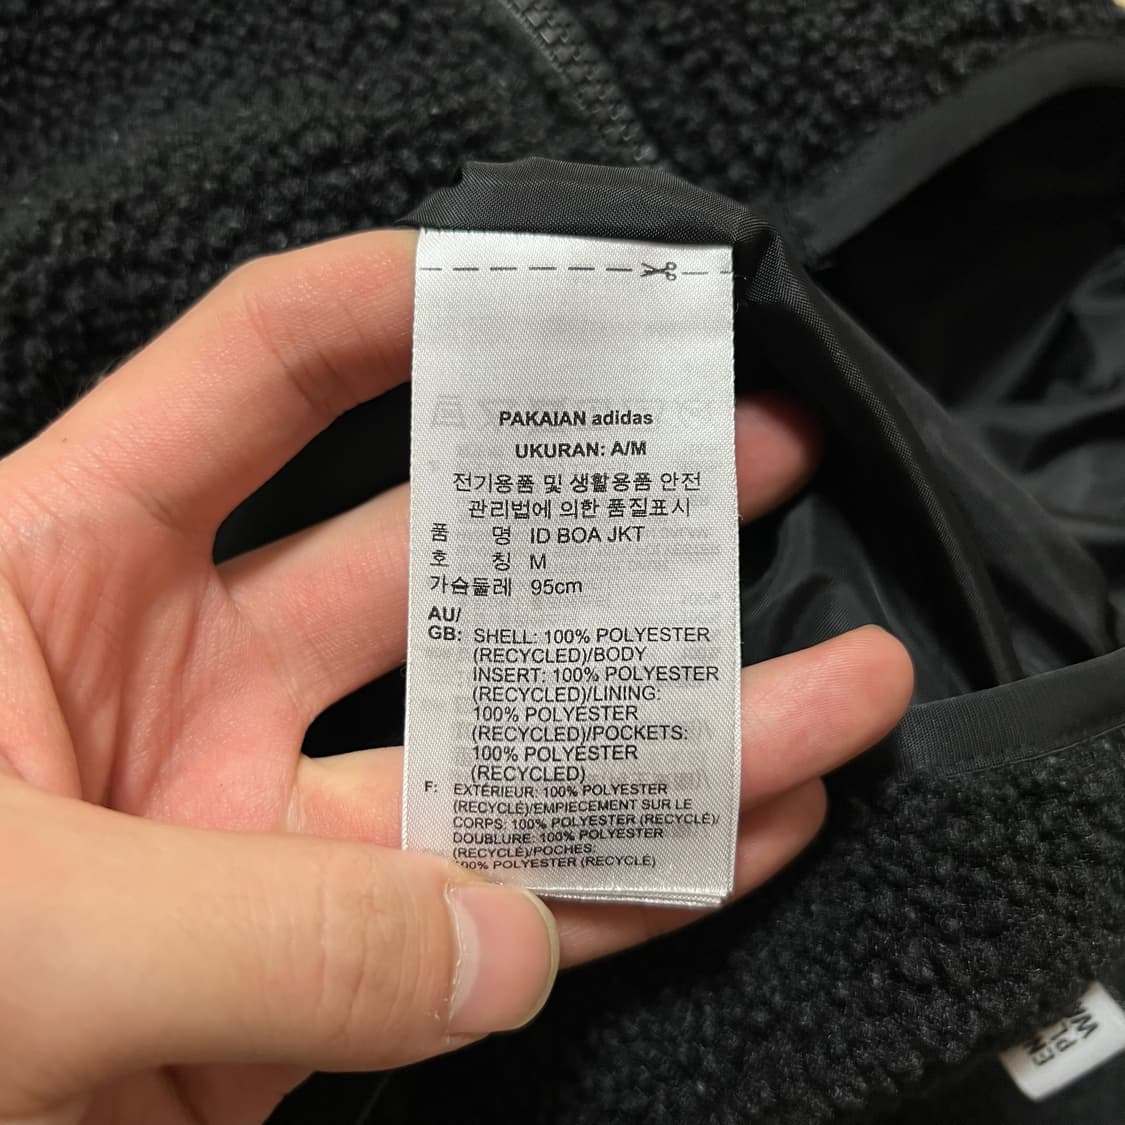 PAKAIAN adidas
UKURAN: A/M
전기용품 및 생활용품 안전
관리법에 의한 품질표시
품 명 ID BOA JKT
호 칭 M
가슴둘레 95cm
AU/
GB: SHELL: 100% POLYESTER
(RECYCLED)/BODY
INSERT: 100% POLYESTER
(RECYCLED)/LINING:
100% POLYESTER
(RECYCLED)/POCKETS:
100% POLYESTER
(RECYCLED)
F: EXTÉRIEUR: 100% POLYESTER
(RECYCLÉ)/EMPIECEMENT SUR LE
CORPS: 100% POLYESTER (RECYCLÉ)/
DOUBLURE: 100% POLYESTER
(RECYCLÉ)/POCHES:
100% POLYESTER (RECYCLÉ)